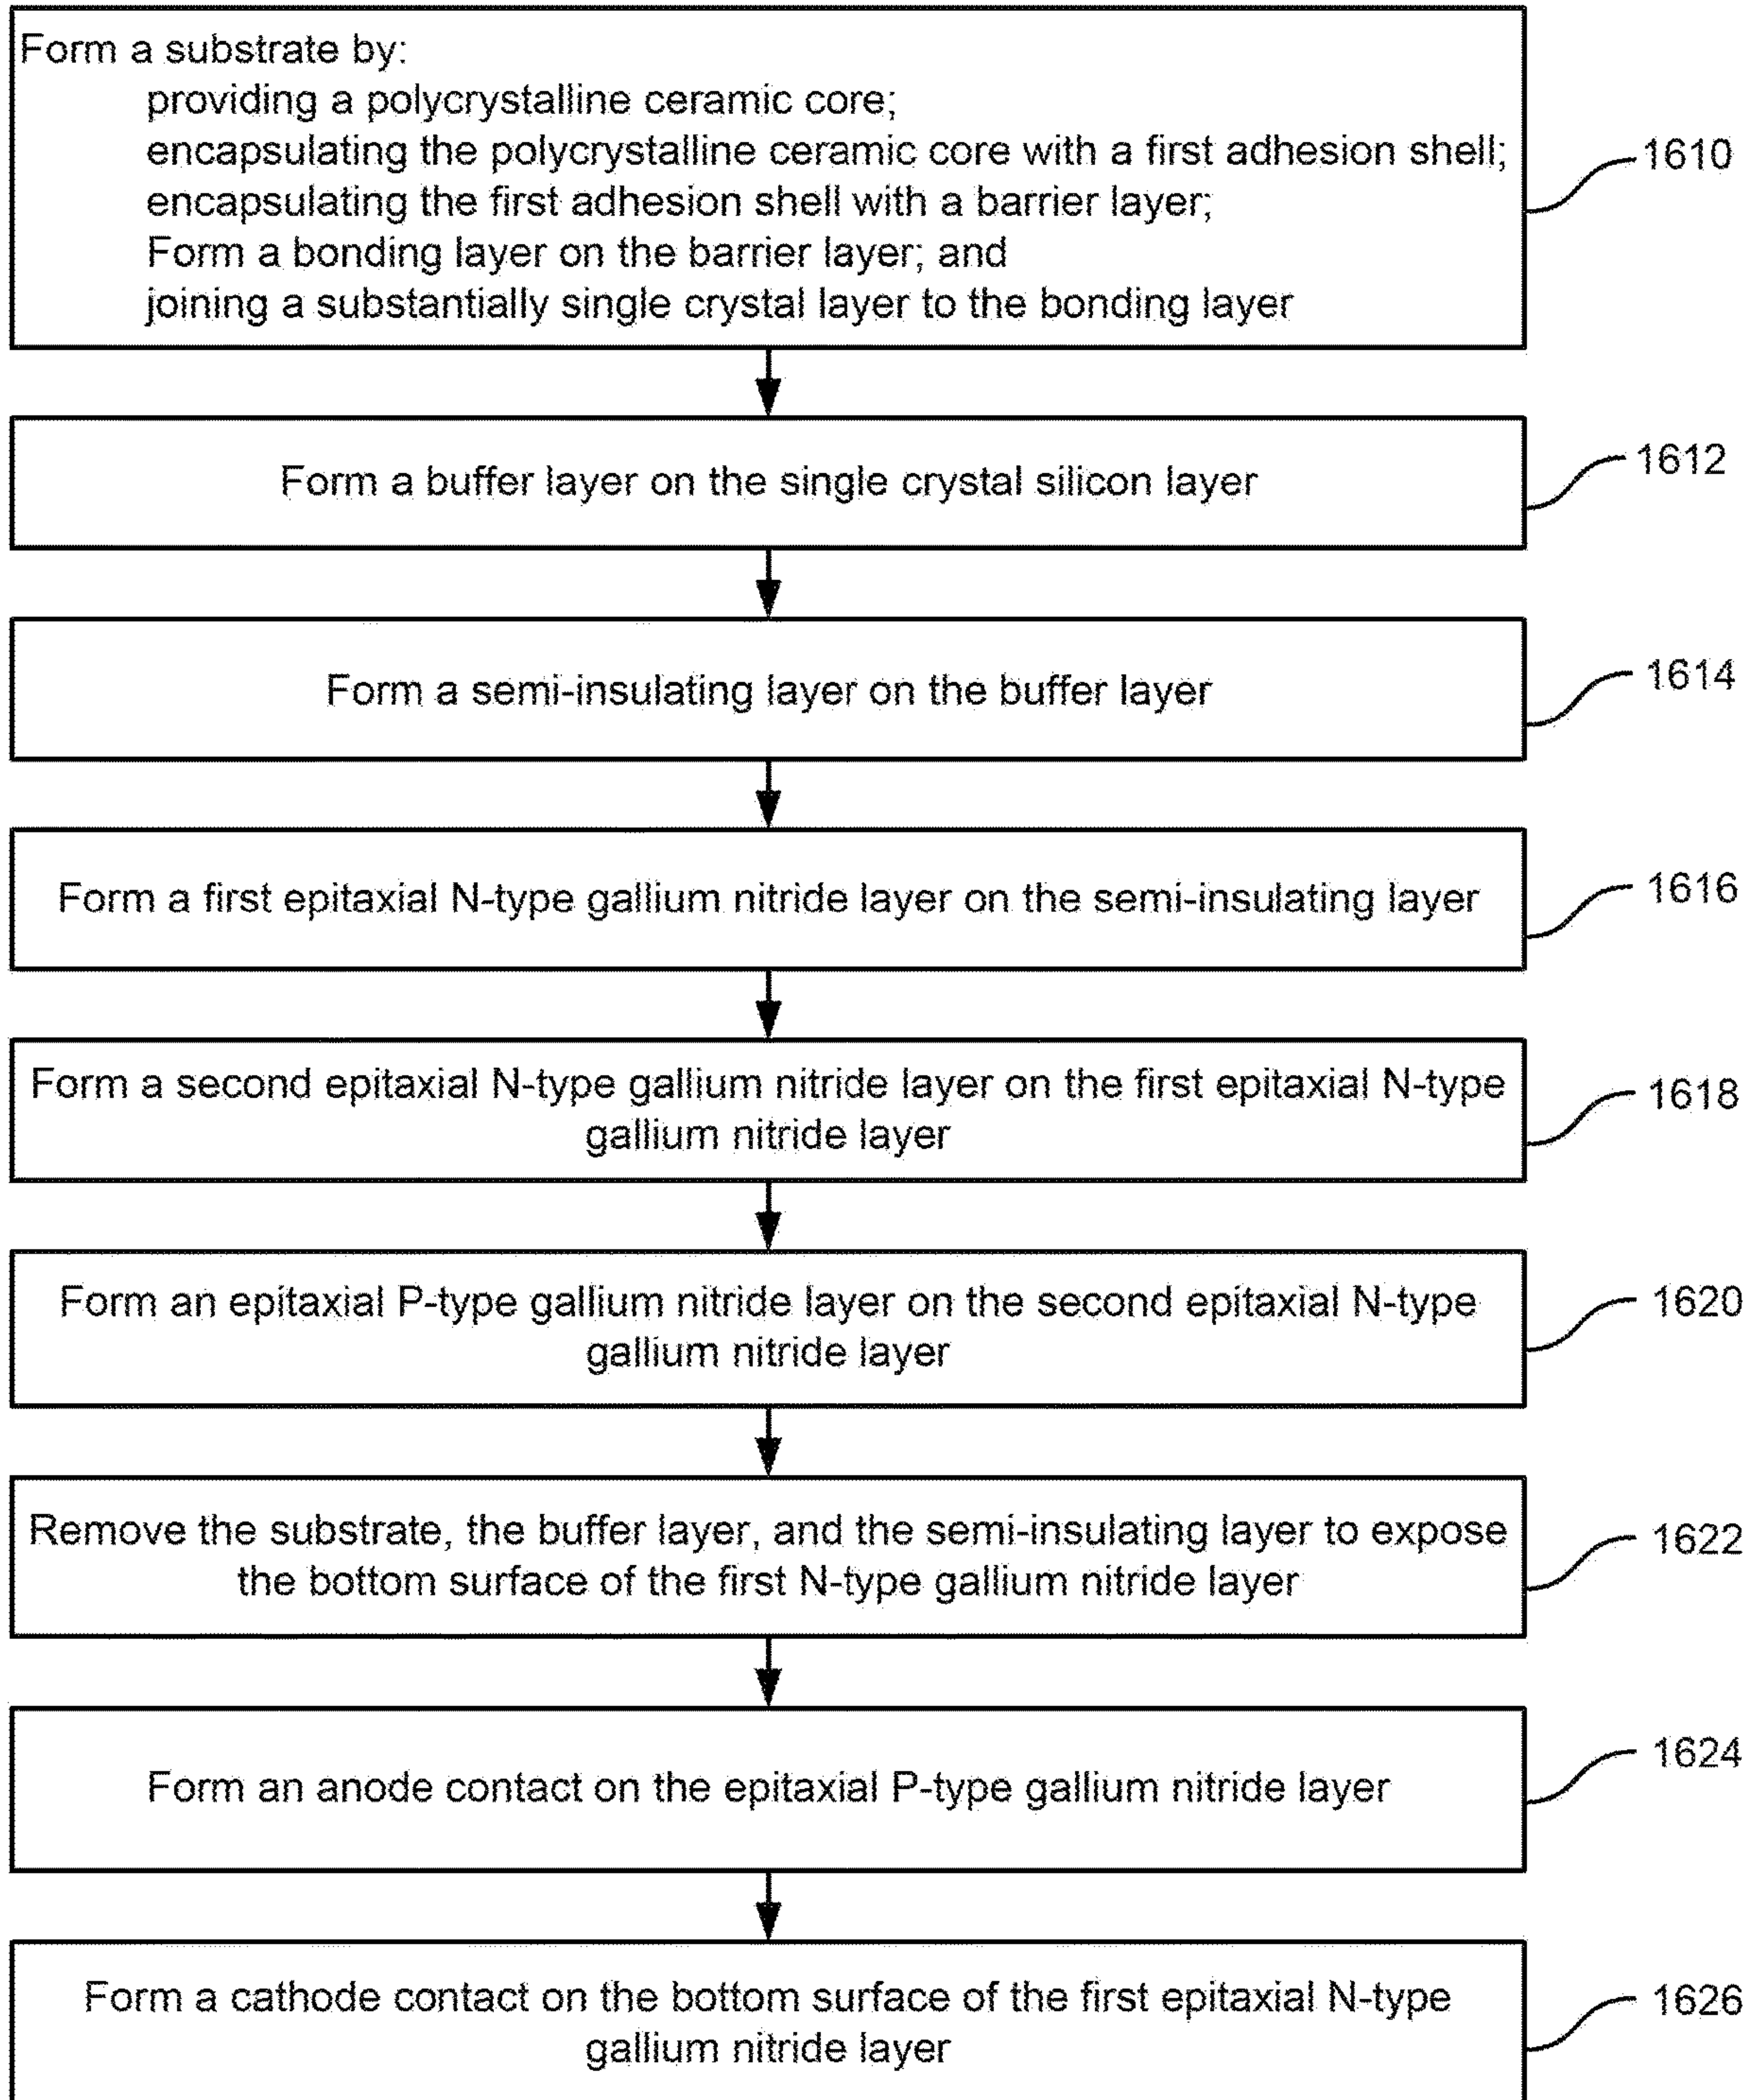 Form a substrate by:
providing a polycrystalline ceramic core;
encapsulating the polycrystalline ceramic core with a first adhesion shell;
encapsulating the first adhesion shell with a barrier layer;
Form a bonding layer on the barrier layer; and
joining a substantially single crystal layer to the bonding layer
1610
Form a buffer layer on the single crystal silicon layer
1612
Form a semi-insulating layer on the buffer layer
1614
Form a first epitaxial N-type gallium nitride layer on the semi-insulating layer
1616
Form a second epitaxial N-type gallium nitride layer on the first epitaxial N-type
gallium nitride layer
1618
Form an epitaxial P-type gallium nitride layer on the second epitaxial N-type
gallium nitride layer
1620
Remove the substrate, the buffer layer, and the semi-insulating layer to expose
the bottom surface of the first N-type gallium nitride layer
1622
Form an anode contact on the epitaxial P-type gallium nitride layer
1624
Form a cathode contact on the bottom surface of the first epitaxial N-type
gallium nitride layer
1626